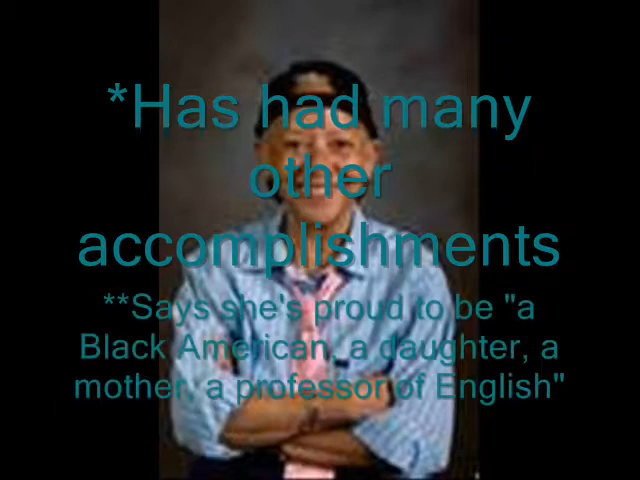 *Has had many
other
accomplishments
**Says she's proud to be "a
Black American, a daughter, a
mother, a professor of English"